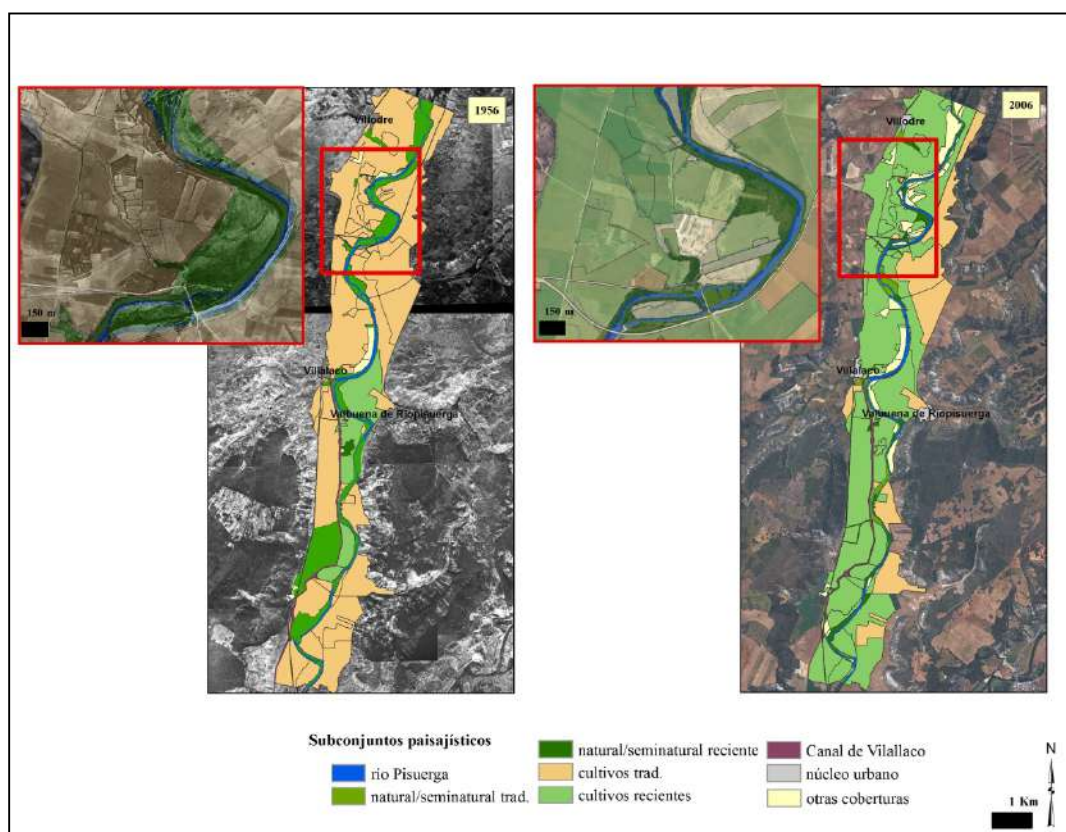 1956
Villodre
150 m
Villalaco
Valbuena de Riopisuerga
2006
Villodre
150 m
Villalaco
Valbuena de Riopisuerga
Subconjuntos paisajísticos
río Pisuerga
natural/seminatural trad.
natural/seminatural reciente
cultivos trad.
cultivos recientes
Canal de Vilallaco
núcleo urbano
otras coberturas
N
S
1 Km